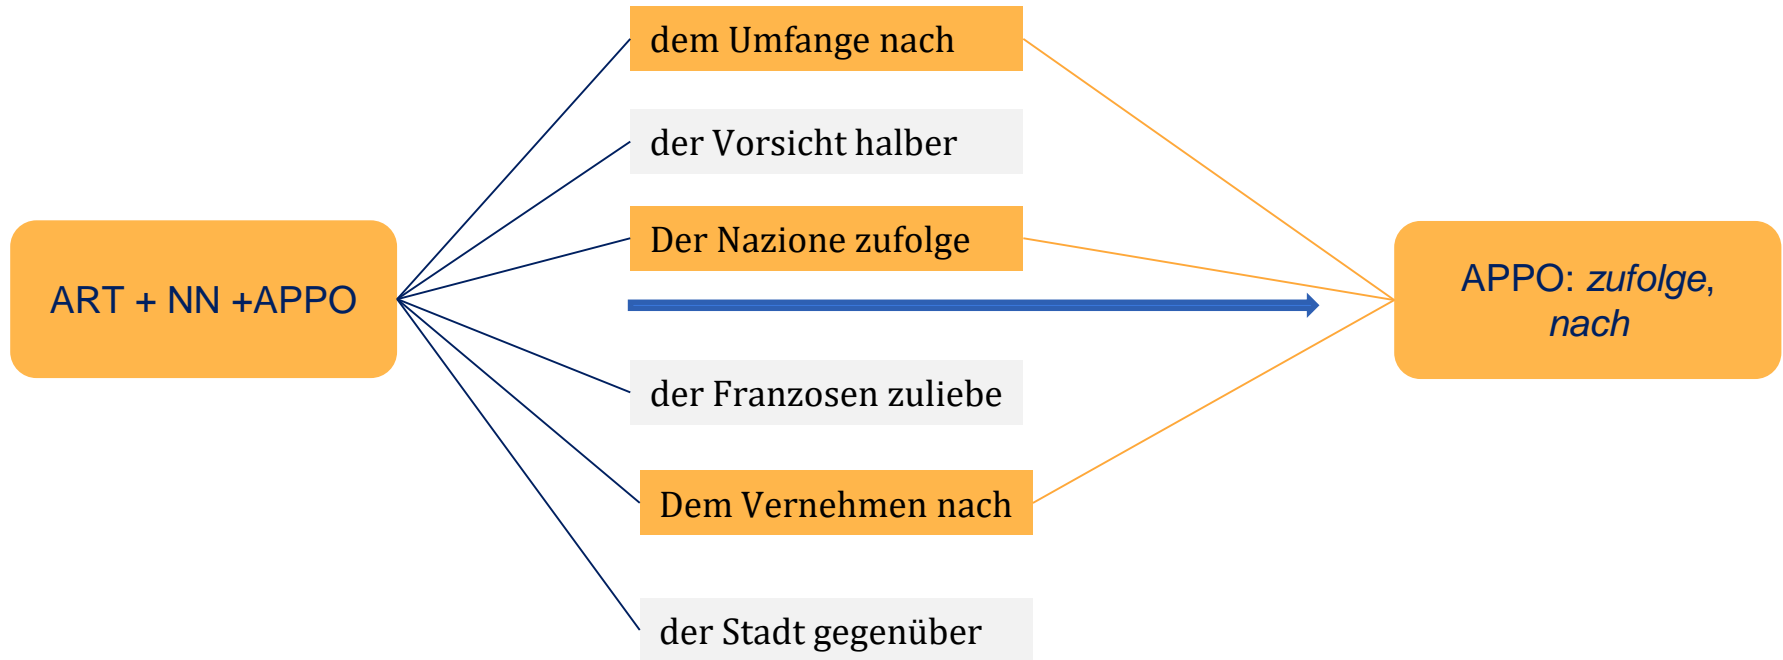 ART + NN +APPO
dem Umfange nach
der Vorsicht halber
Der Nazione zufolge
der Franzosen zuliebe
Dem Vernehmen nach
der Stadt gegenüber
APPO: zufolge,
nach